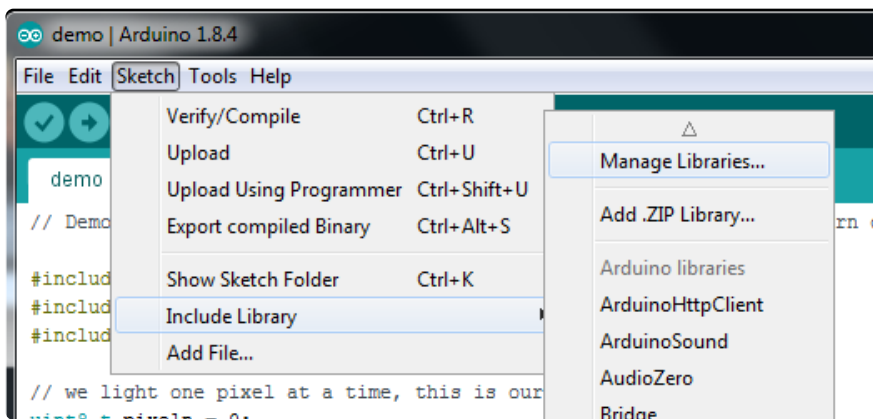 demo | Arduino 1.8.4
File Edit Sketch Tools Help
Verify/Compile Ctrl+R
Upload Ctrl+U
Upload Using Programmer Ctrl+Shift+U
Export compiled Binary Ctrl+Alt+S
Show Sketch Folder Ctrl+K
Include Library
Add File...
Manage Libraries...
Add .ZIP Library...
Arduino libraries
ArduinoHttpClient
ArduinoSound
AudioZero
Bridge
demo
// Demo
#includ
#includ
#includ
// we light one pixel at a time, this is our
uint8_t pixeln = 0;